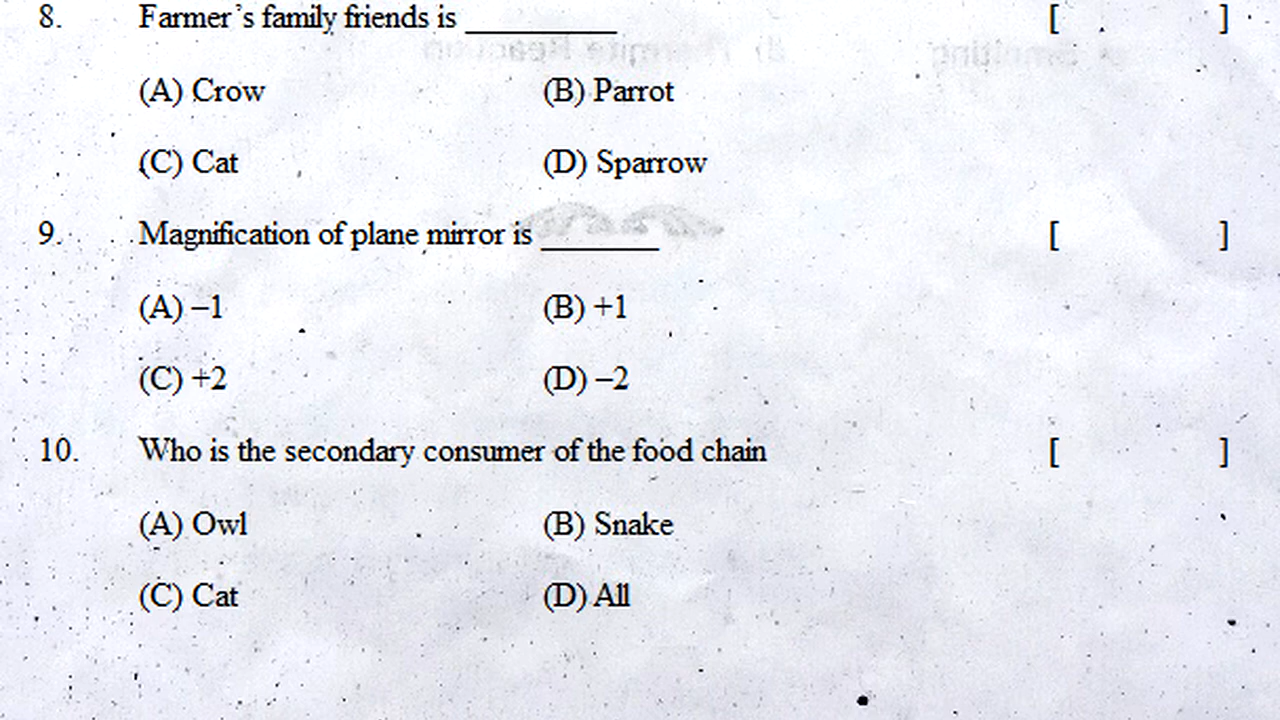 8. Farmer's family friends is __________ [ ]
(A) Crow (B) Parrot
(C) Cat (D) Sparrow
9. Magnification of plane mirror is _______ [ ]
(A) –1 (B) +1
(C) +2 (D) –2
10. Who is the secondary consumer of the food chain [ ]
(A) Owl (B) Snake
(C) Cat (D) All